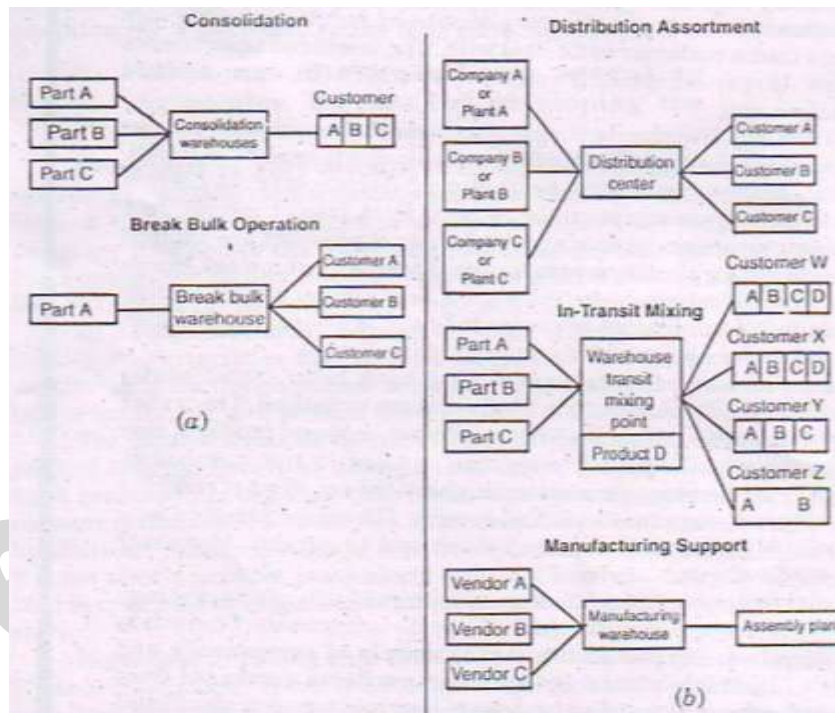 Consolidation
Part A
Part B
Part C
Consolidation
warehouses
Customer
A B C
Break Bulk Operation
Part A
Break bulk
warehouse
Customer A
Customer B
Customer C
(a)
Distribution Assortment
Company A
or
Plant A
Company B
or
Plant B
Company C
or
Plant C
Distribution
center
Customer A
Customer B
Customer C
In-Transit Mixing
Part A
Part B
Part C
Warehouse
transit
mixing
point
Product D
Customer W
A B C D
Customer X
A B C D
Customer Y
A B C
Customer Z
A B
Manufacturing Support
Vendor A
Vendor B
Vendor C
Manufacturing
warehouse
Assembly plan
(b)